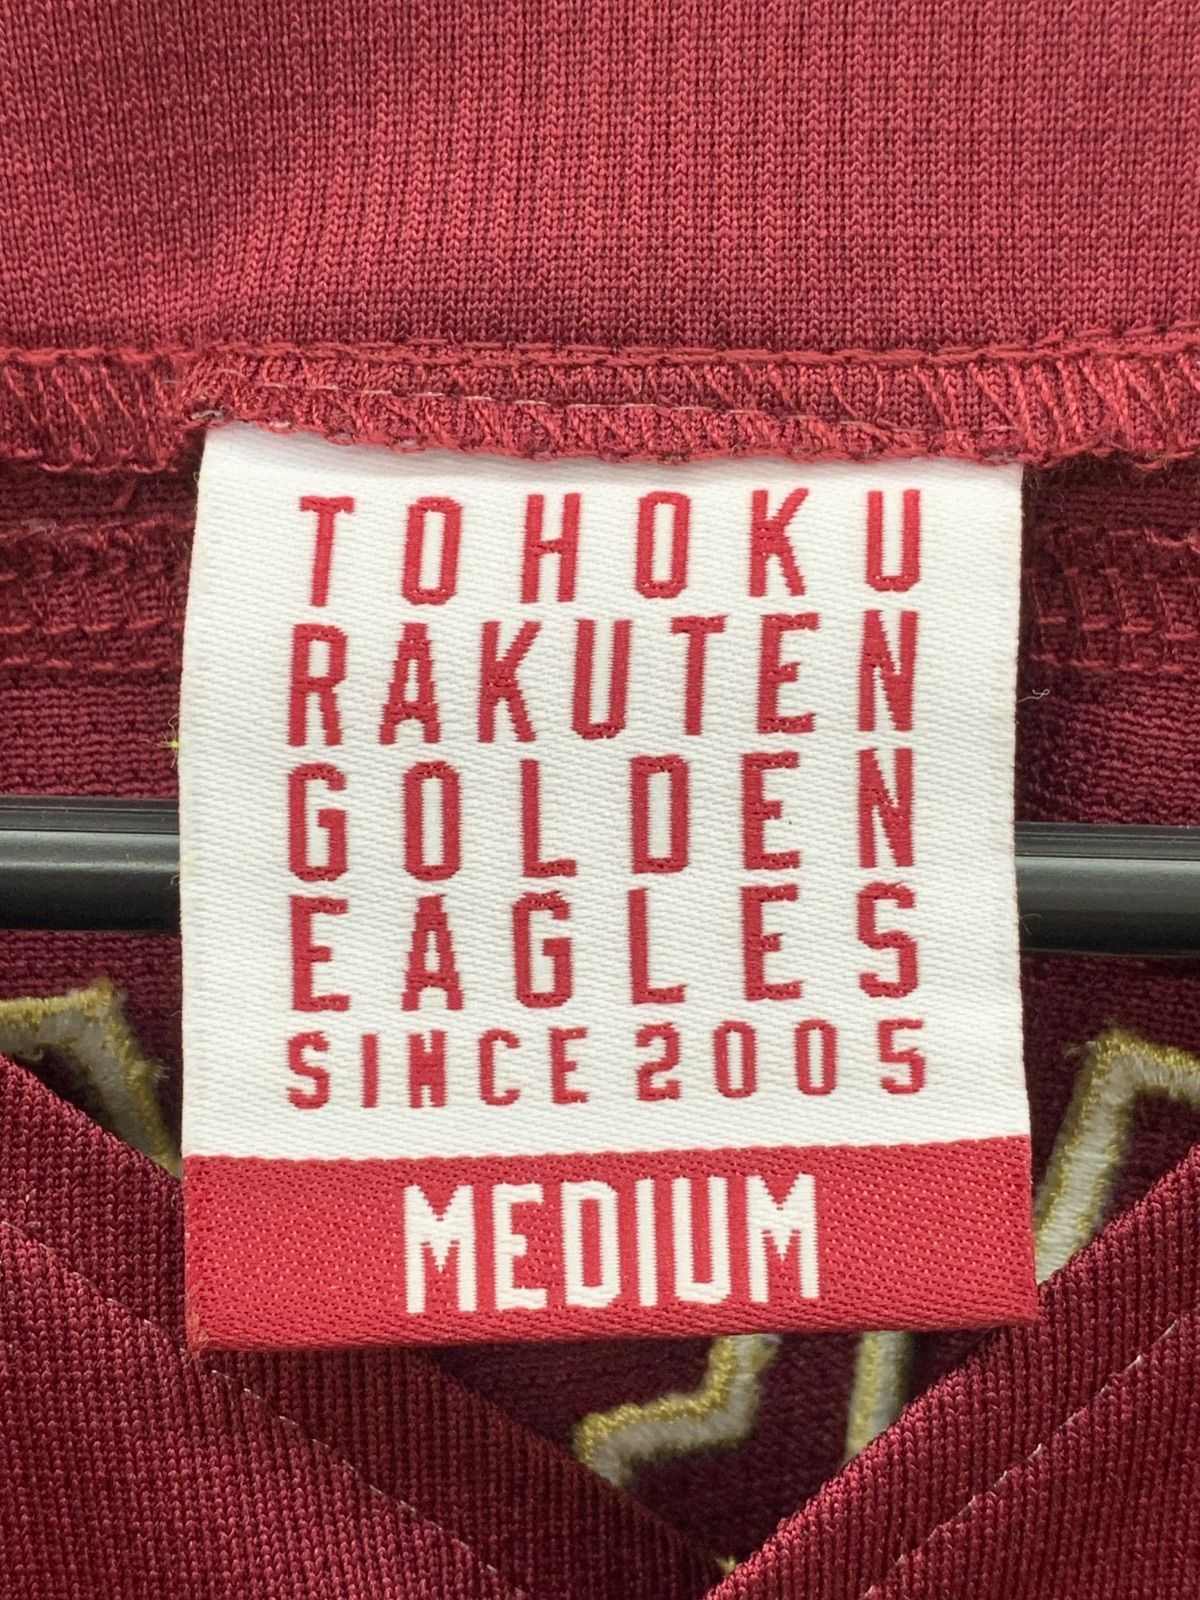 TOHOKU
RAKUTEN
GOLDEN
EAGLES
SINCE 2005
MEDIUM